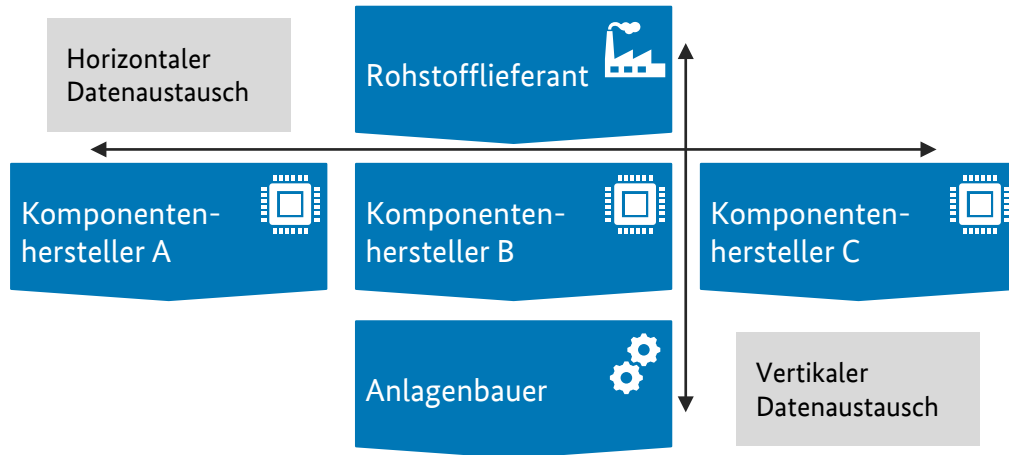 Horizontaler
Datenaustausch
Rohstofflieferant
Komponenten-
hersteller A
Komponenten-
hersteller B
Komponenten-
hersteller C
Anlagenbauer
Vertikaler
Datenaustausch